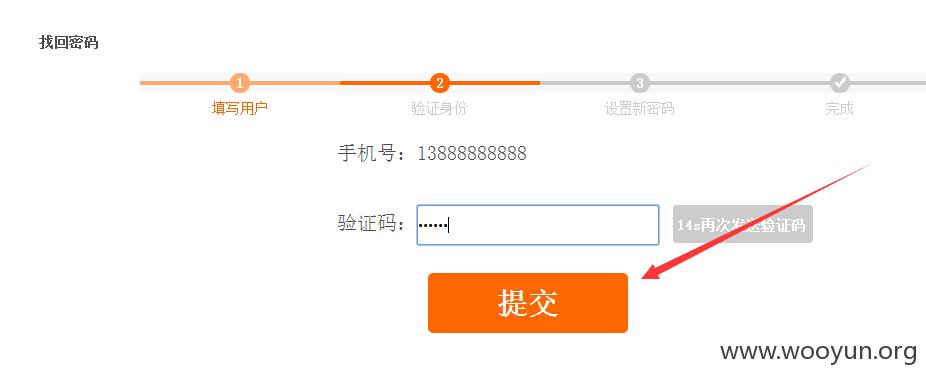 找回密码
1 2 3
填写用户 验证身份 设置新密码 完成
手机号：13888888888
验证码：•••••• 14s再次发送验证码
提交
www.wooyun.org